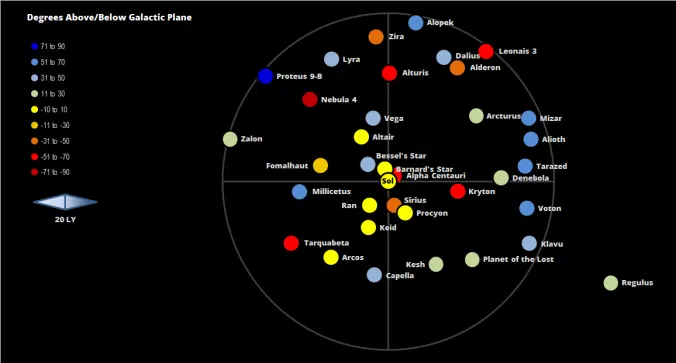 Degrees Above/Below Galactic Plane
71 to 90
51 to 70
31 to 50
11 to 30
-10 to 10
-11 to -30
-31 to -50
-51 to -70
-71 to -90
20 LY
Alopek
Zira
Leonais 3
Dalius
Lyra
Alderon
Alturis
Proteus 9-B
Nebula 4
Arcturus
Vega
Mizar
Altair
Zalon
Alioth
Bessel's Star
Fomalhaut
Tarazed
Barnard's Star
Alpha Centauri
Denebola
Sol
Millicetus
Kryton
Sirius
Ran
Voton
Procyon
Keid
Tarquabeta
Klavu
Arcos
Planet of the Lost
Kesh
Capella
Regulus